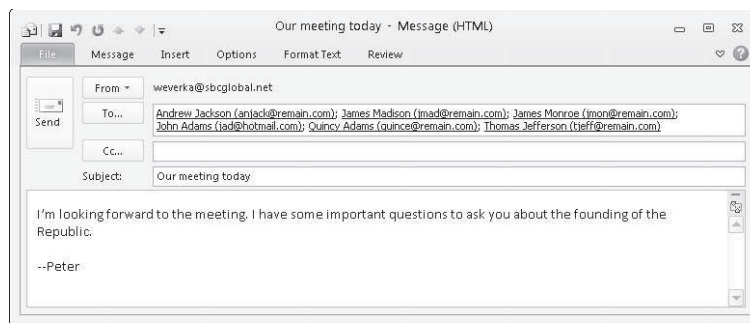 Our meeting today - Message (HTML)
File Message Insert Options Format Text Review
From weverka@sbcglobal.net
Send
To... Andrew Jackson (anjack@remain.com); James Madison (jmad@remain.com); James Monroe (jmon@remain.com);
John Adams (jad@hotmail.com); Quincy Adams (quince@remain.com); Thomas Jefferson (tjeff@remain.com)
Cc...
Subject: Our meeting today
I'm looking forward to the meeting. I have some important questions to ask you about the founding of the
Republic.
--Peter